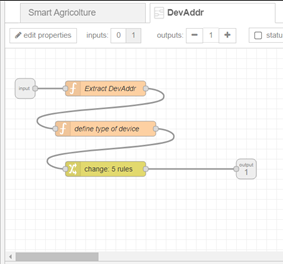 Smart Agricolture
DevAddr
edit properties
inputs: 0 1
outputs: 1
statu
input
Extract DevAddr
define type of device
change: 5 rules
output
1